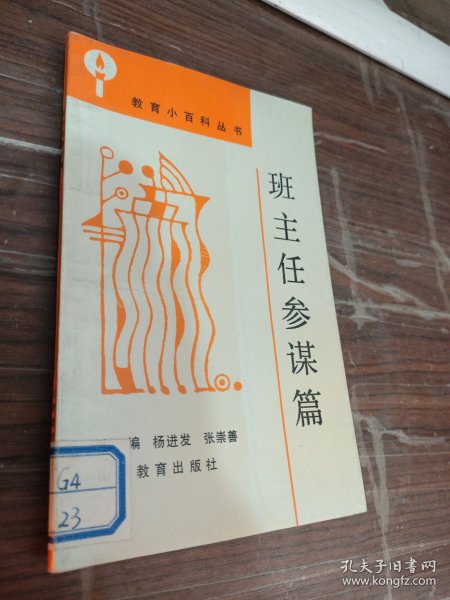 教育小百科丛书
班主任参谋篇
编 杨进发 张崇善
教育出版社
G4
23
孔夫子旧书网
www.kongfz.com